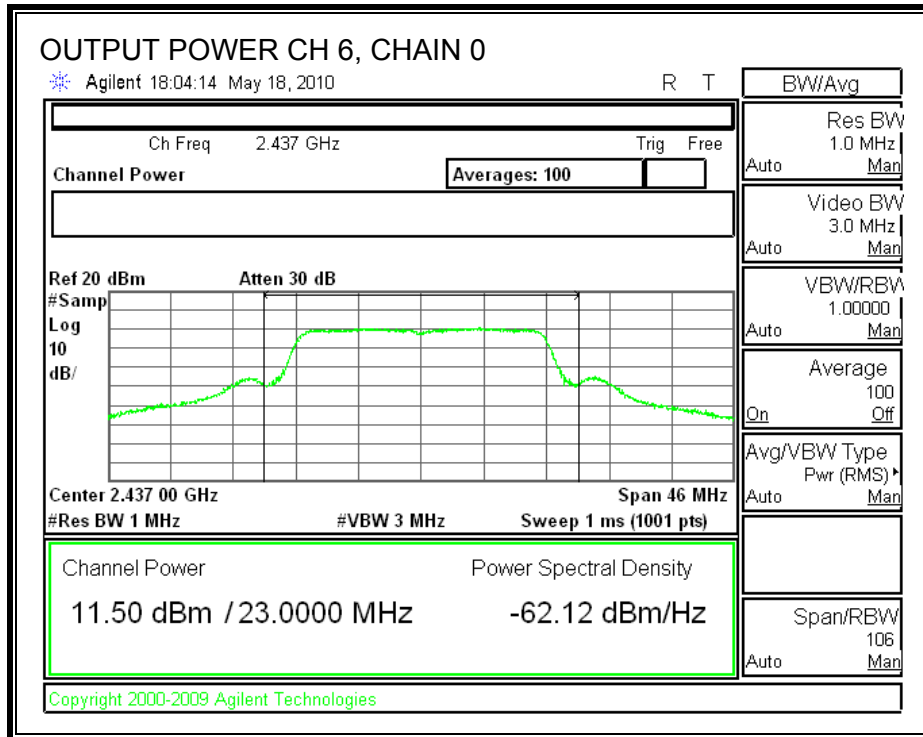 OUTPUT POWER CH 6, CHAIN 0
Agilent 18:04:14 May 18, 2010 R T
BW/Avg
Ch Freq 2.437 GHz Trig Free
Channel Power Averages: 100
Ref 20 dBm Atten 30 dB
#Samp
Log
10
dB/
Center 2.437 00 GHz Span 46 MHz
#Res BW 1 MHz #VBW 3 MHz Sweep 1 ms (1001 pts)
Channel Power Power Spectral Density
11.50 dBm / 23.0000 MHz -62.12 dBm/Hz
Copyright 2000-2009 Agilent Technologies
Res BW
1.0 MHz
Auto Man
Video BW
3.0 MHz
Auto Man
VBW/RBW
1.00000
Auto Man
Average
100
On Off
Avg/VBW Type
Pwr (RMS)
Auto Man
Span/RBW
106
Auto Man